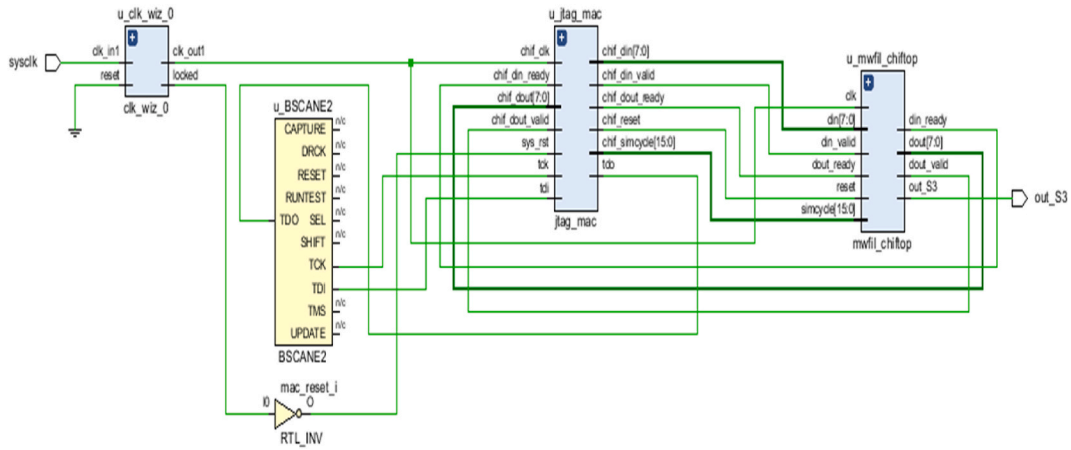 u_clk_wiz_0
sysclk
clk_in1
clk_out1
reset
locked
clk_wiz_0
u_BSCANE2
CAPTURE
n/c
DRCK
n/c
RESET
n/c
RUNTEST
n/c
TDO
SEL
n/c
SHIFT
n/c
TCK
TDI
TMS
n/c
UPDATE
n/c
BSCANE2
mac_reset_i
I0
O
RTL_INV
u_jtag_mac
chif_clk
chif_din[7:0]
chif_din_ready
chif_din_valid
chif_dout[7:0]
chif_dout_ready
chif_dout_valid
chif_reset
sys_rst
chif_simcycle[15:0]
tck
tdo
tdi
jtag_mac
u_mwfil_chiftop
clk
din[7:0]
din_ready
din_valid
dout[7:0]
dout_ready
dout_valid
reset
out_S3
simcycle[15:0]
mwfil_chiftop
out_S3